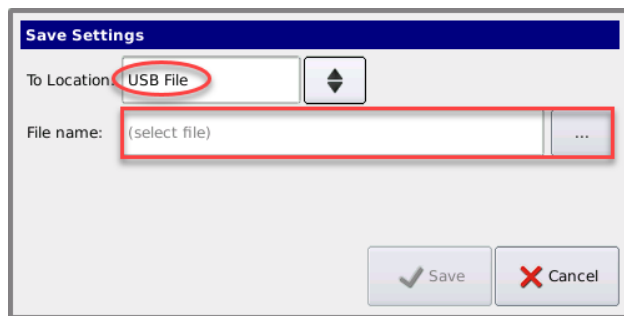 Save Settings
To Location: USB File
File name: (select file) ...
Save Cancel